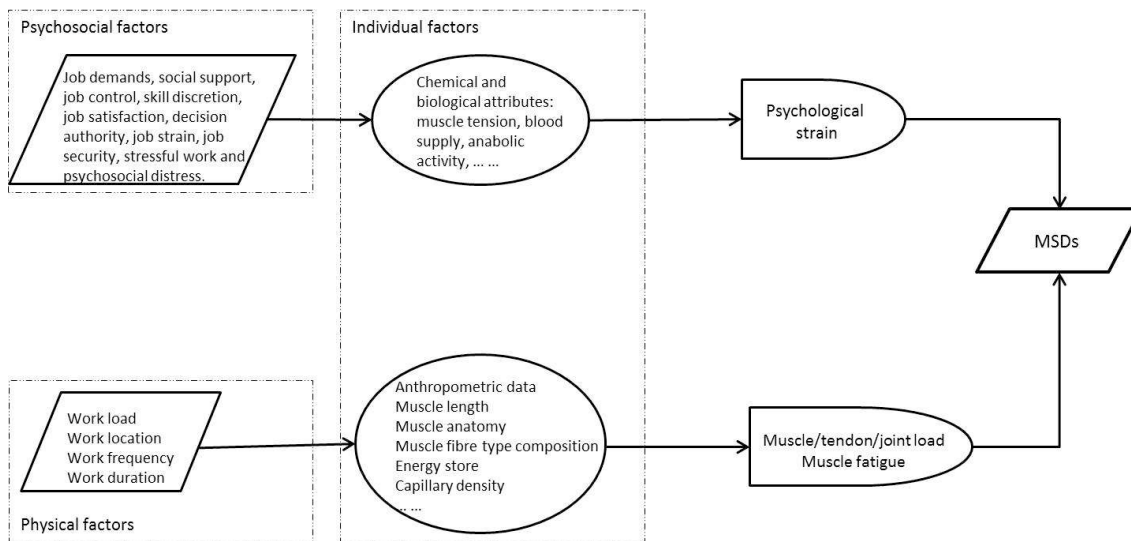 Psychosocial factors
Job demands, social support,
job control, skill discretion,
job satisfaction, decision
authority, job strain, job
security, stressful work and
psychosocial distress.
Individual factors
Chemical and
biological attributes:
muscle tension, blood
supply, anabolic
activity, ... ...
Psychological
strain
MSDs
Work load
Work location
Work frequency
Work duration
Physical factors
Anthropometric data
Muscle length
Muscle anatomy
Muscle fibre type composition
Energy store
Capillary density
... ...
Muscle/tendon/joint load
Muscle fatigue